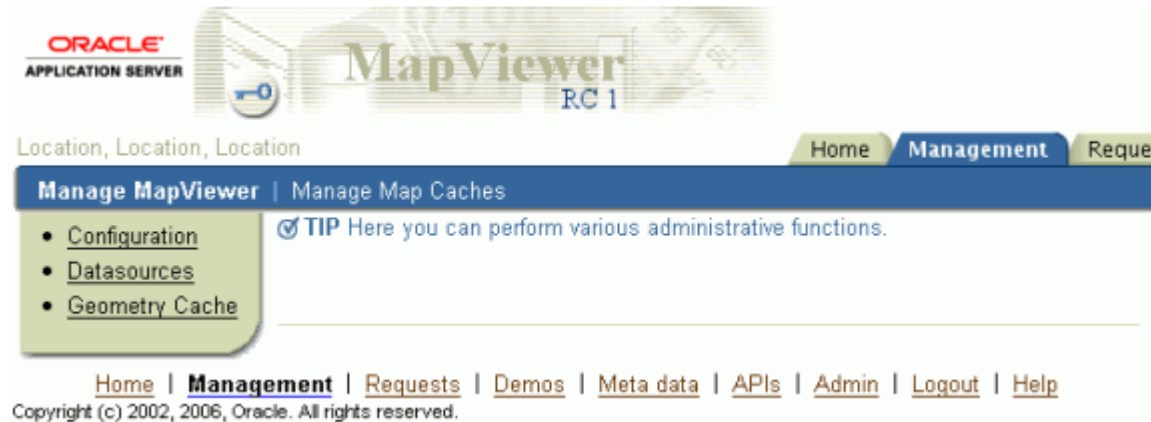 ORACLE
APPLICATION SERVER
MapViewer
RC 1
Location, Location, Location
Home Management Reque
Manage MapViewer | Manage Map Caches
• Configuration
• Datasources
• Geometry Cache
TIP Here you can perform various administrative functions.
Home | Management | Requests | Demos | Meta data | APIs | Admin | Logout | Help
Copyright (c) 2002, 2006, Oracle. All rights reserved.